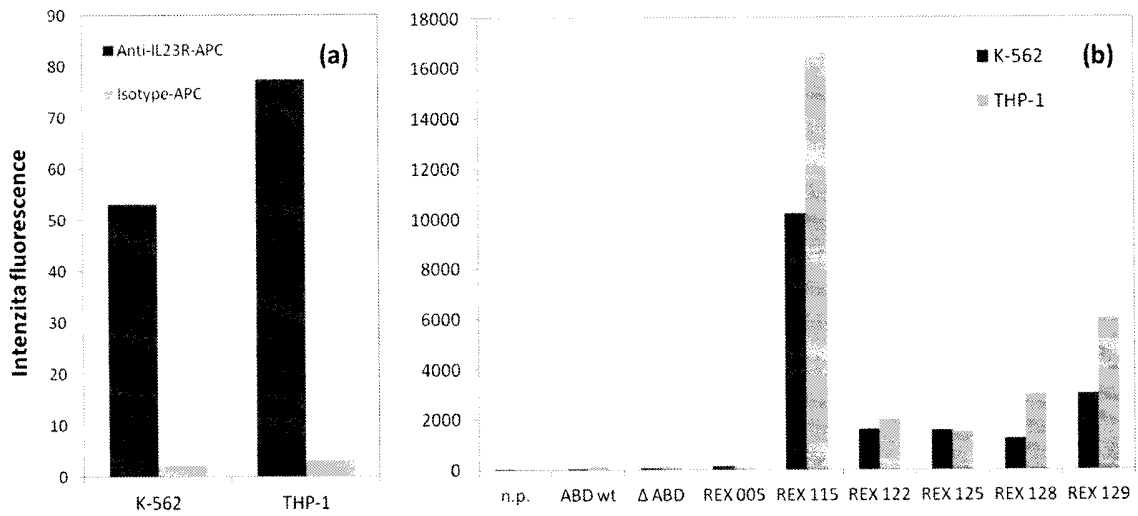 Intenzita fluorescence
90
80
70
60
50
40
30
20
10
0
Anti-IL23R-APC
Isotype-APC
(a)
K-562
THP-1
18000
16000
14000
12000
10000
8000
6000
4000
2000
0
K-562
THP-1
(b)
n.p.
ABD wt
Δ ABD
REX 005
REX 115
REX 122
REX 125
REX 128
REX 129